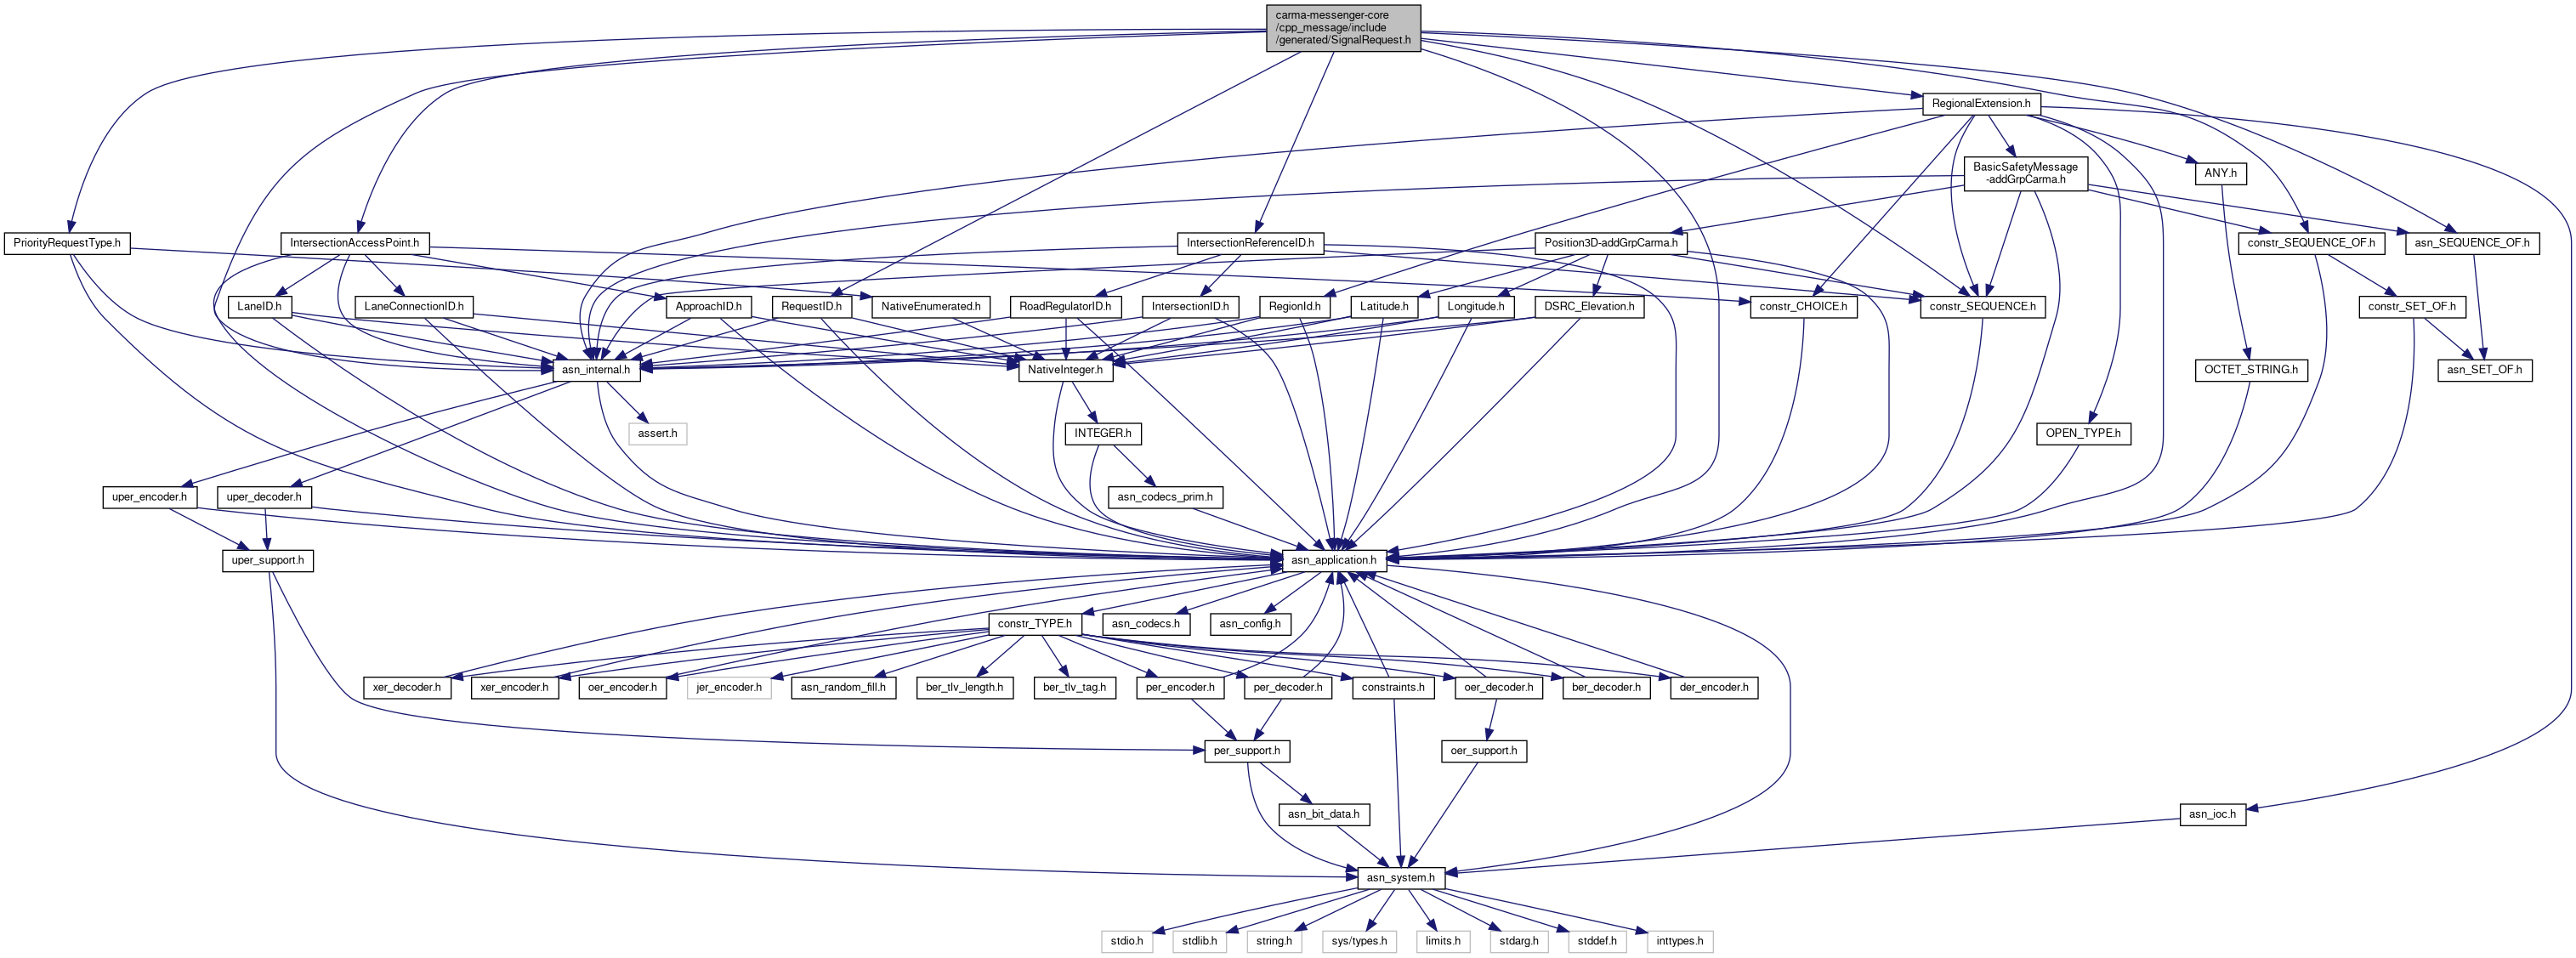 carma-messenger-core
/cpp_message/include
/generated/SignalRequest.h
RegionalExtension.h
BasicSafetyMessage
-addGrpCarma.h
ANY.h
PriorityRequestType.h
IntersectionAccessPoint.h
IntersectionReferenceID.h
Position3D-addGrpCarma.h
constr_SEQUENCE_OF.h
asn_SEQUENCE_OF.h
LaneID.h
LaneConnectionID.h
ApproachID.h
RequestID.h
NativeEnumerated.h
RoadRegulatorID.h
IntersectionID.h
RegionId.h
Latitude.h
Longitude.h
DSRC_Elevation.h
constr_CHOICE.h
constr_SEQUENCE.h
constr_SET_OF.h
asn_internal.h
NativeInteger.h
OCTET_STRING.h
asn_SET_OF.h
assert.h
INTEGER.h
OPEN_TYPE.h
uper_encoder.h
uper_decoder.h
asn_codecs_prim.h
uper_support.h
asn_application.h
constr_TYPE.h
asn_codecs.h
asn_config.h
xer_decoder.h
xer_encoder.h
oer_encoder.h
jer_encoder.h
asn_random_fill.h
ber_tlv_length.h
ber_tlv_tag.h
per_encoder.h
per_decoder.h
constraints.h
oer_decoder.h
ber_decoder.h
der_encoder.h
per_support.h
oer_support.h
asn_bit_data.h
asn_ioc.h
asn_system.h
stdio.h
stdlib.h
string.h
sys/types.h
limits.h
stdarg.h
stddef.h
inttypes.h